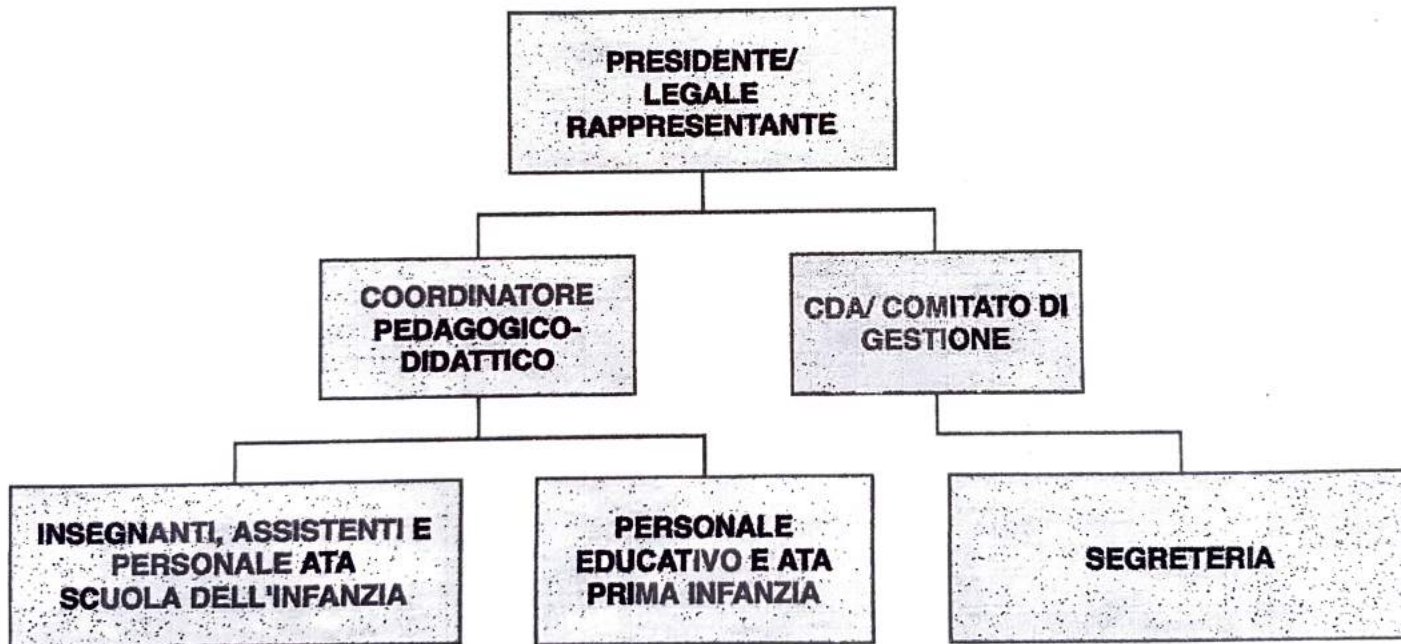 PRESIDENTE/
LEGALE
RAPPRESENTANTE
COORDINATORE
PEDAGOGICO-
DIDATTICO
CDA/ COMITATO DI
GESTIONE
INSEGNANTI, ASSISTENTI E
PERSONALE ATA
SCUOLA DELL'INFANZIA
PERSONALE
EDUCATIVO E ATA
PRIMA INFANZIA
SEGRETERIA